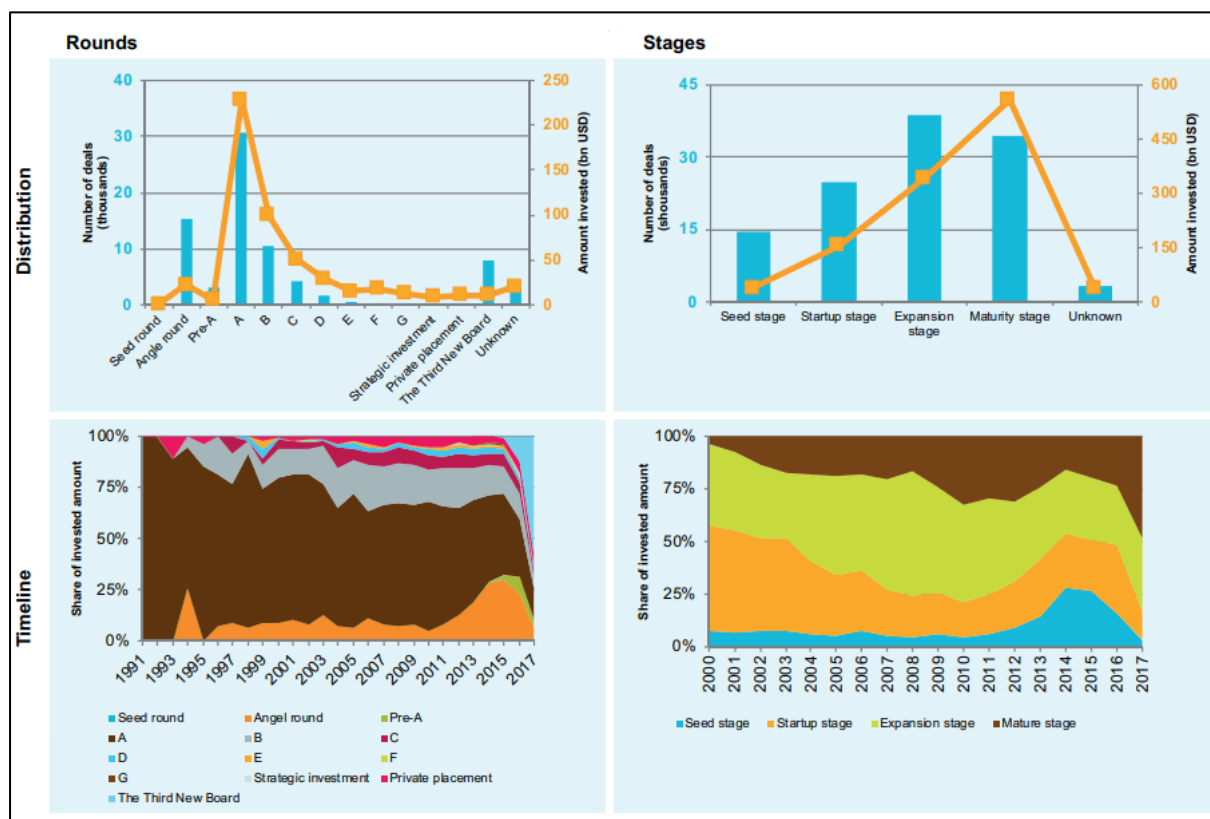 Rounds
Stages
Distribution
Number of deals
(thousands)
40
30
20
10
0
250
200
150
100
50
0
Amount invested (bn USD)
Seed round
Angle round
Pre-A
A
B
C
D
E
F
G
Strategic investment
Private placement
The Third New Board
Unknown
Number of deals
(shousands)
45
30
15
0
600
450
300
150
0
Amount invested (bn USD)
Seed stage
Startup stage
Expansion
stage
Maturity stage
Unknown
Timeline
Share of invested amount
100%
75%
50%
25%
0%
1991
1993
1995
1997
1999
2001
2003
2005
2007
2009
2011
2013
2015
2017
Seed round
Angel round
Pre-A
A
B
C
D
E
F
G
Strategic investment
Private placement
The Third New Board
Share of invested amount
100%
75%
50%
25%
0%
2000
2001
2002
2003
2004
2005
2006
2007
2008
2009
2010
2011
2012
2013
2014
2015
2016
2017
Seed stage
Startup stage
Expansion stage
Mature stage